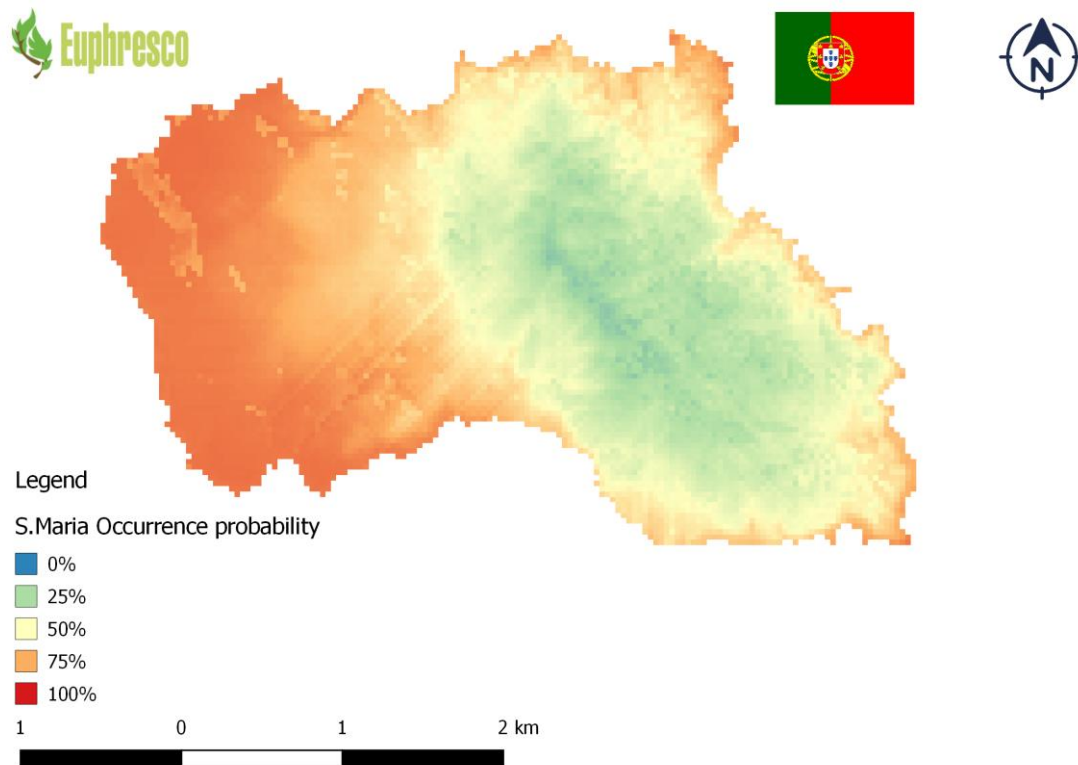 Euphresco
N
Legend
S.Maria Occurrence probability
0%
25%
50%
75%
100%
1 0 1 2 km